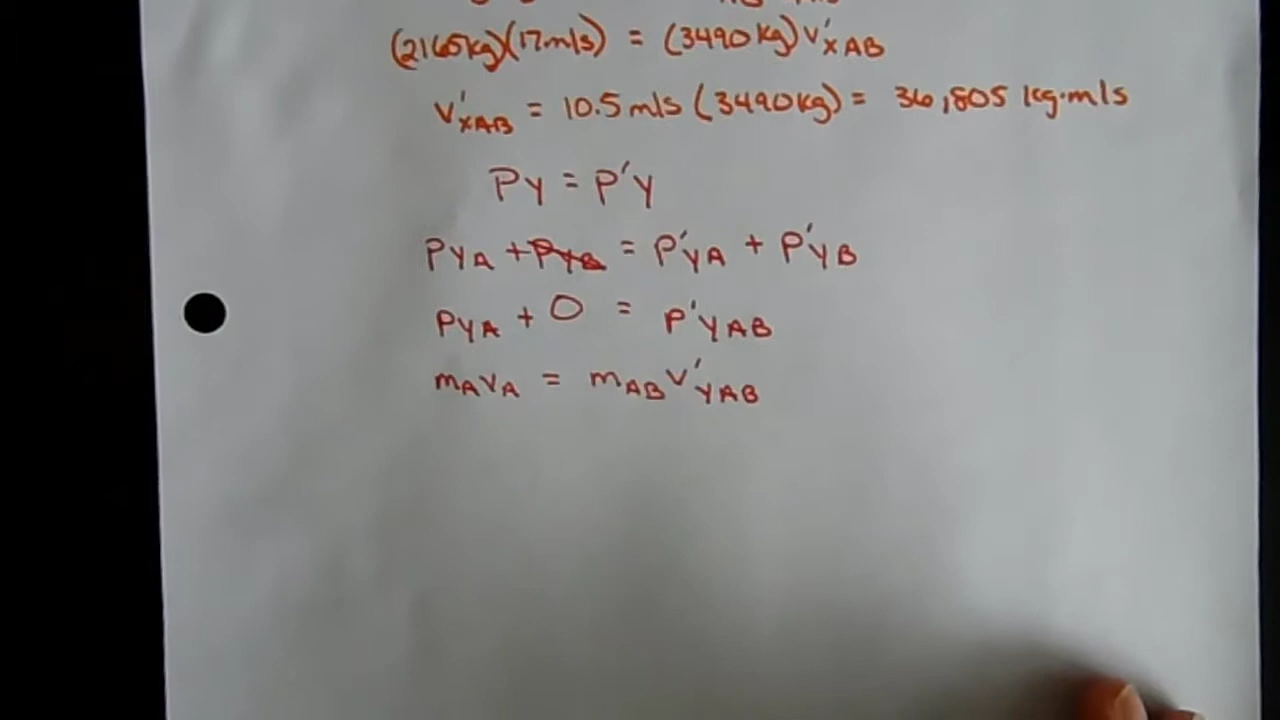 (2165kg)(17m/s) = (3490kg)v'XAB
v'XAB = 10.5 m/s (3490kg) = 36,805 kg·m/s
PY = P'Y
PYA + PYB = P'YA + P'YB
PYA + 0 = P'YAB
mAVA = mABV'YAB